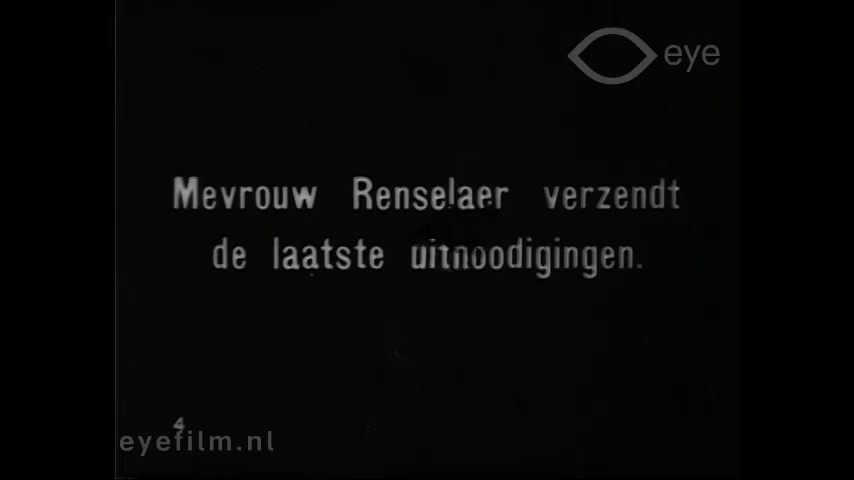 eye
Mevrouw Renselaer verzendt
de laatste uitnoodigingen.
4
eyefilm.nl